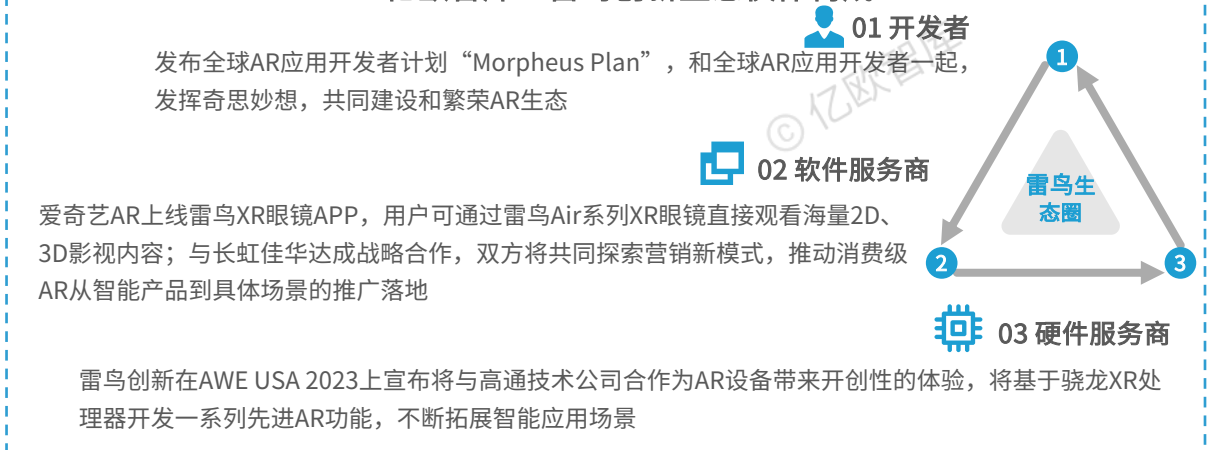 01 开发者
发布全球AR应用开发者计划“Morpheus Plan”，和全球AR应用开发者一起，
发挥奇思妙想，共同建设和繁荣AR生态
© 亿欧智库
1
02 软件服务商
雷鸟生
态圈
爱奇艺AR上线雷鸟XR眼镜APP，用户可通过雷鸟Air系列XR眼镜直接观看海量2D、
3D影视内容；与长虹佳华达成战略合作，双方将共同探索营销新模式，推动消费级
AR从智能产品到具体场景的推广落地
2
3
03 硬件服务商
雷鸟创新在AWE USA 2023上宣布将与高通技术公司合作为AR设备带来开创性的体验，将基于骁龙XR处
理器开发一系列先进AR功能，不断拓展智能应用场景